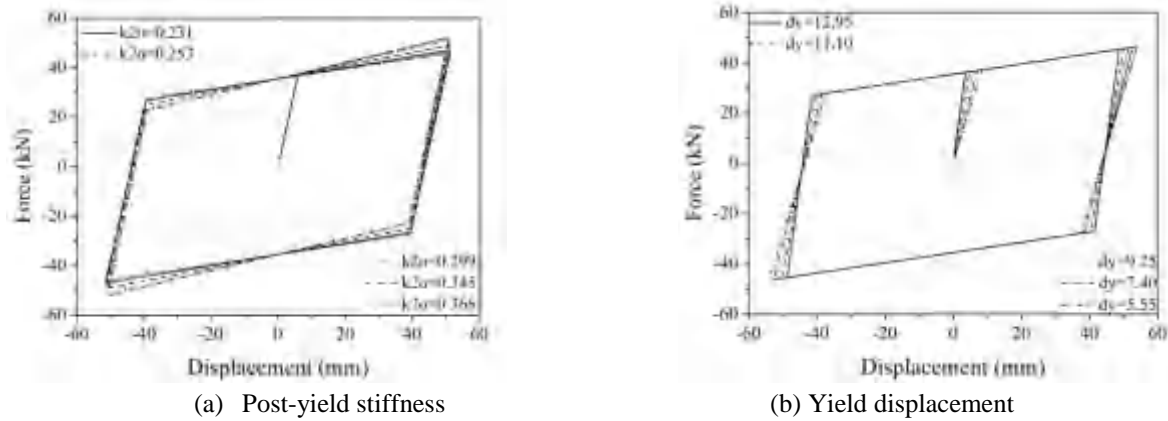 60
40
20
0
-20
-40
-60
-60 -40 -20 0 20 40 60
Force (kN)
Displacement (mm)
k2α=0.231
k2α=0.253
k2α=0.299
k2α=0.345
(a) Post-yield stiffness
60
40
20
0
-20
-40
-60
-60 -40 -20 0 20 40 60
Force (kN)
Displacement (mm)
dy=12.95
dy=11.10
dy=9.25
dy=7.40
dy=5.55
(b) Yield displacement